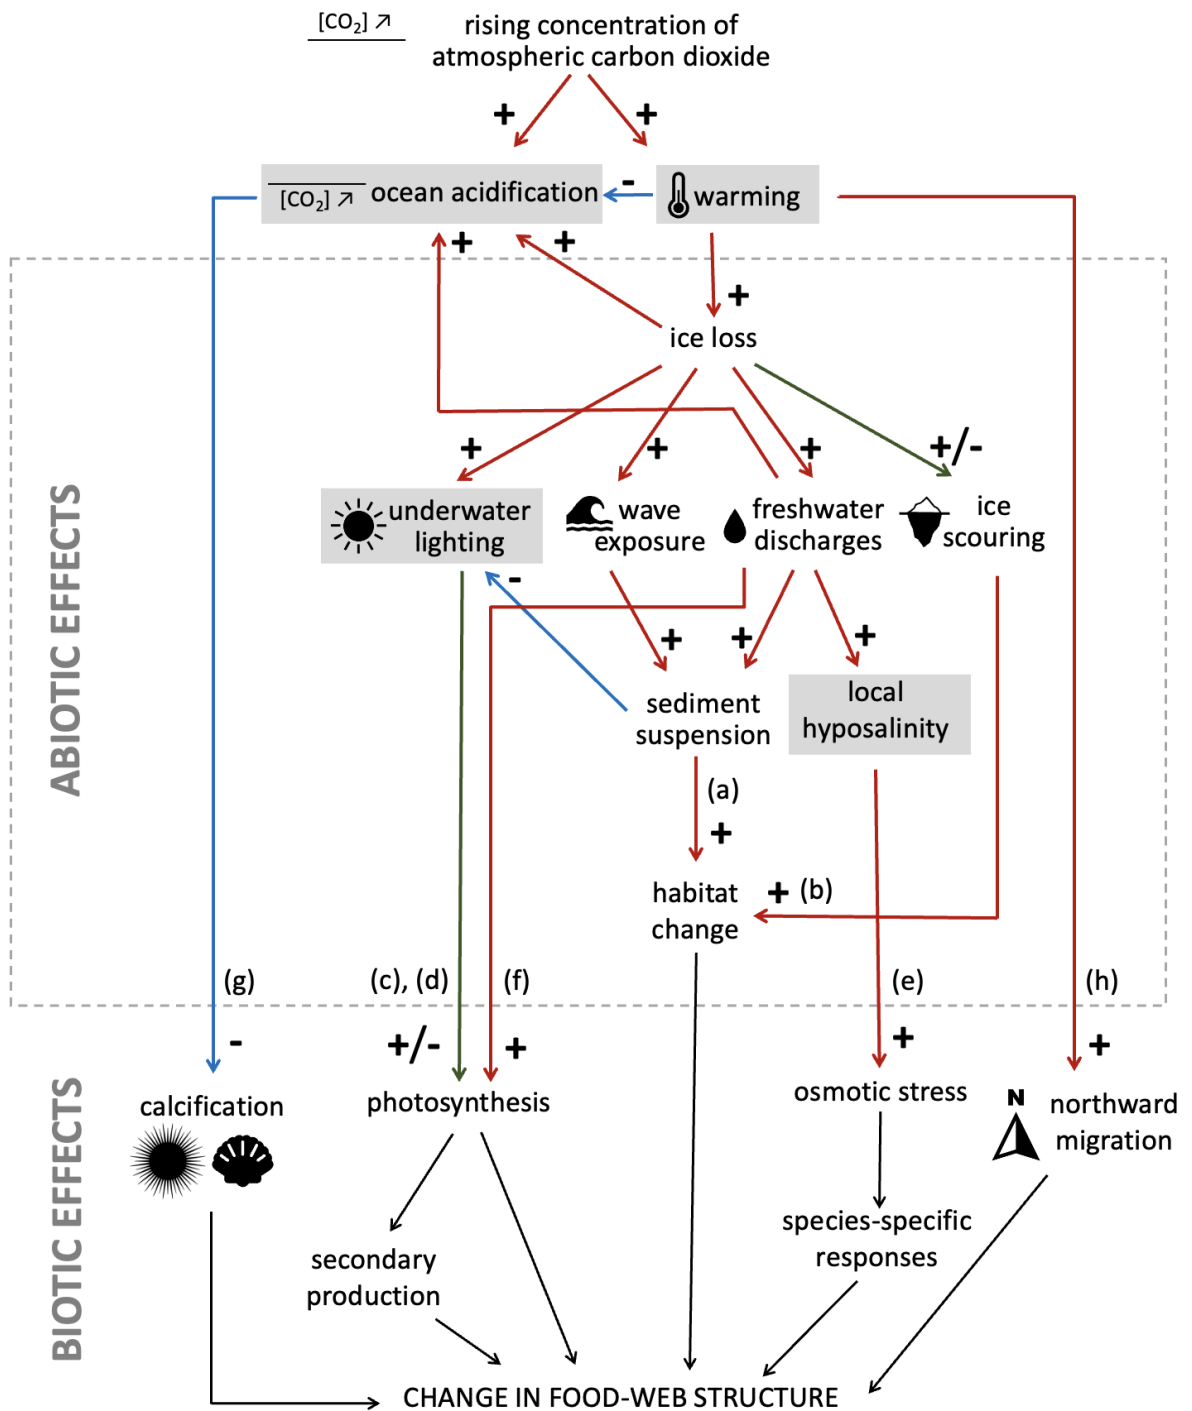 [CO₂] ↗
rising concentration of
atmospheric carbon dioxide
+
+
[CO₂] ↗
ocean acidification
-
warming
+
+
+
ice loss
+
+
+
+/-
underwater
lighting
wave
exposure
freshwater
discharges
ice
scouring
-
+
+
+
sediment
suspension
local
hyposalinity
(a)
+
habitat
change
+ (b)
ABIOTIC EFFECTS
(g)
(c), (d)
(f)
(e)
(h)
-
+/-
+
+
+
calcification
photosynthesis
osmotic stress
N
northward
migration
species-specific
responses
secondary
production
BIOTIC EFFECTS
CHANGE IN FOOD-WEB STRUCTURE